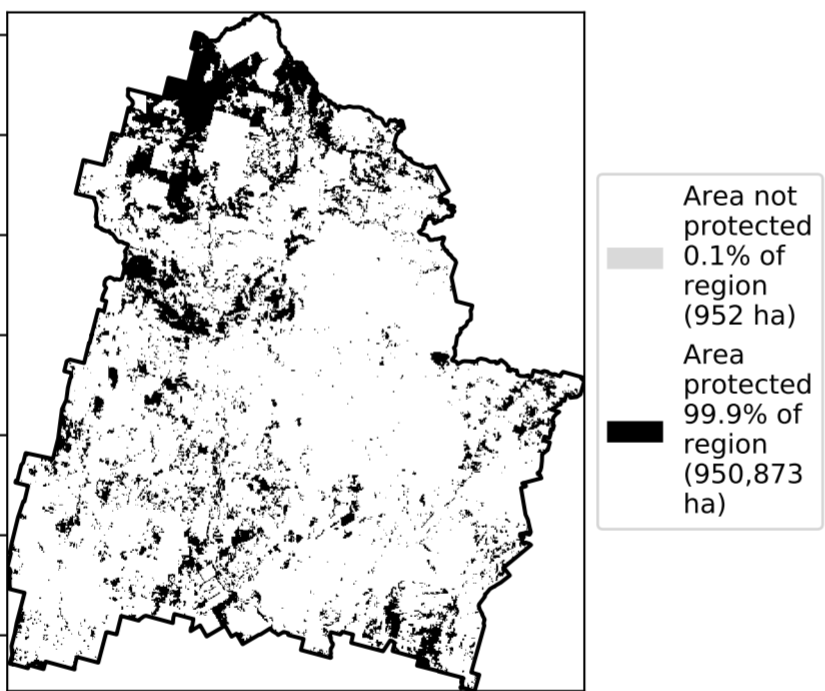 Area not
protected
0.1% of
region
(952 ha)
Area
protected
99.9% of
region
(950,873
ha)